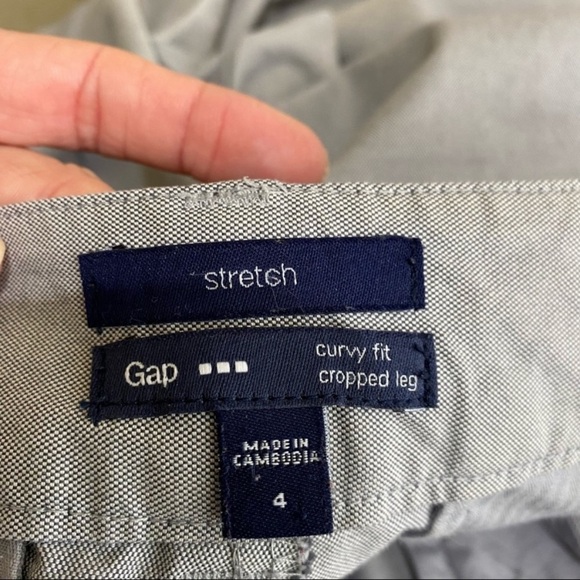 stretch
Gap
curvy fit
cropped leg
MADE IN
CAMBODIA
4